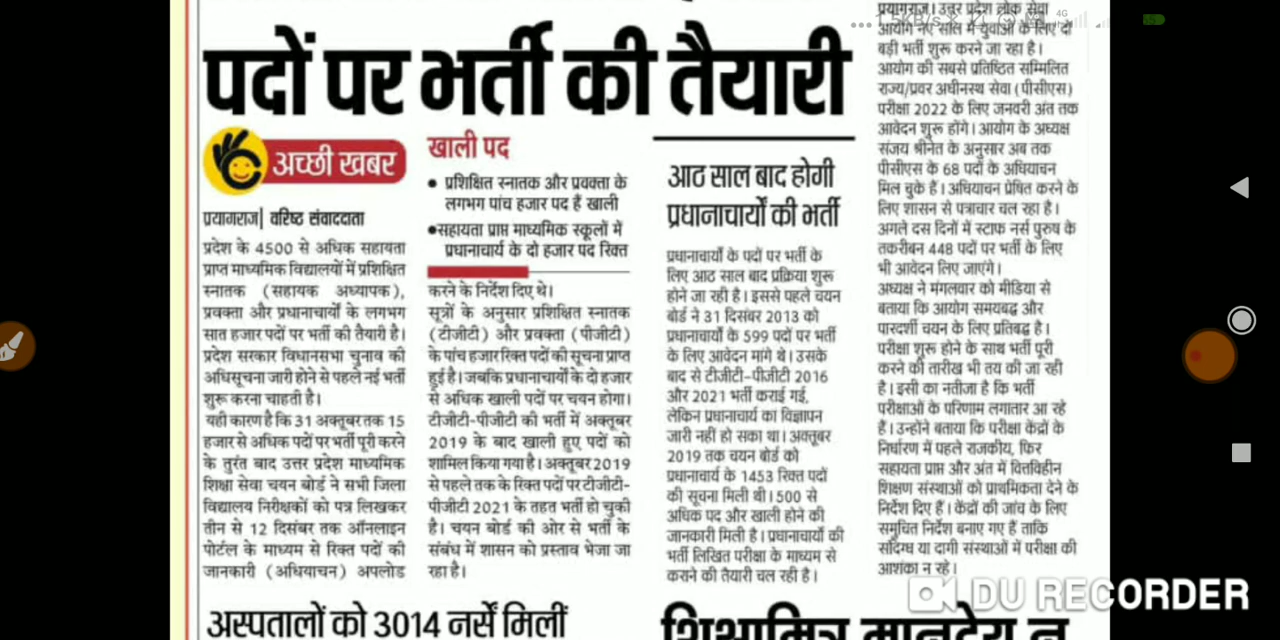 पदों पर भर्ती की तैयारी
अच्छी खबर
प्रयागराज| वरिष्ठ संवाददाता
प्रदेश के 4500 से अधिक सहायता
प्राप्त माध्यमिक विद्यालयों में प्रशिक्षित
स्नातक (सहायक अध्यापक),
प्रवक्ता और प्रधानाचार्यों के लगभग
सात हजार पदों पर भर्ती की तैयारी है।
प्रदेश सरकार विधानसभा चुनाव की
अधिसूचना जारी होने से पहले नई भर्ती
शुरू करना चाहती है।
यही कारण है कि 31 अक्तूबर तक 15
हजार से अधिक पदों पर भर्ती पूरी करने
के तुरंत बाद उत्तर प्रदेश माध्यमिक
शिक्षा सेवा चयन बोर्ड ने सभी जिला
विद्यालय निरीक्षकों को पत्र लिखकर
तीन से 12 दिसंबर तक ऑनलाइन
पोर्टल के माध्यम से रिक्त पदों की
जानकारी (अधियाचन) अपलोड
खाली पद
• प्रशिक्षित स्नातक और प्रवक्ता के
लगभग पांच हजार पद हैं खाली
•सहायता प्राप्त माध्यमिक स्कूलों में
प्रधानाचार्य के दो हजार पद रिक्त
करने के निर्देश दिए थे।
सूत्रों के अनुसार प्रशिक्षित स्नातक
(टीजीटी) और प्रवक्ता (पीजीटी)
के पांच हजार रिक्त पदों की सूचना प्राप्त
हुई है। जबकि प्रधानाचार्यों के दो हजार
से अधिक खाली पदों पर चयन होगा।
टीजीटी-पीजीटी की भर्ती में अक्तूबर
2019 के बाद खाली हुए पदों को
शामिल किया गया है। अक्तूबर 2019
से पहले तक के रिक्त पदों पर टीजीटी-
पीजीटी 2021 के तहत भर्ती हो चुकी
है। चयन बोर्ड की ओर से भर्ती के
संबंध में शासन को प्रस्ताव भेजा जा
रहा है।
आठ साल बाद होगी
प्रधानाचार्यों की भर्ती
प्रधानाचार्यों के पदों पर भर्ती के
लिए आठ साल बाद प्रक्रिया शुरू
होने जा रही है। इससे पहले चयन
बोर्ड ने 31 दिसंबर 2013 को
प्रधानाचार्यों के 599 पदों पर भर्ती
के लिए आवेदन मांगे थे। उसके
बाद से टीजीटी-पीजीटी 2016
और 2021 भर्ती कराई गई,
लेकिन प्रधानाचार्य का विज्ञापन
जारी नहीं हो सका था। अक्तूबर
2019 तक चयन बोर्ड को
प्रधानाचार्य के 1453 रिक्त पदों
की सूचना मिली थी। 500 से
अधिक पद और खाली होने की
जानकारी मिली है। प्रधानाचार्यों की
भर्ती लिखित परीक्षा के माध्यम से
कराने की तैयारी चल रही है।
प्रयागराज। उत्तर प्रदेश लोक सेवा
आयोग नए साल में युवाओं के लिए दो
बड़ी भर्ती शुरू करने जा रहा है।
आयोग की सबसे प्रतिष्ठित सम्मिलित
राज्य/प्रवर अधीनस्थ सेवा (पीसीएस)
परीक्षा 2022 के लिए जनवरी अंत तक
आवेदन शुरू होंगे। आयोग के अध्यक्ष
संजय श्रीनेत के अनुसार अब तक
पीसीएस के 68 पदों के अधियाचन
मिल चुके हैं। अधियाचन प्रेषित करने के
लिए शासन से पत्राचार चल रहा है।
अगले दस दिनों में स्टाफ नर्स पुरुष के
तकरीबन 448 पदों पर भर्ती के लिए
भी आवेदन लिए जाएंगे।
अध्यक्ष ने मंगलवार को मीडिया से
बताया कि आयोग समयबद्ध और
पारदर्शी चयन के लिए प्रतिबद्ध है।
परीक्षा शुरू होने के साथ भर्ती पूरी
करने की तारीख भी तय की जा रही
है। इसी का नतीजा है कि भर्ती
परीक्षाओं के परिणाम लगातार आ रहे
हैं। उन्होंने बताया कि परीक्षा केंद्रों के
निर्धारण में पहले राजकीय, फिर
सहायता प्राप्त और अंत में वित्तविहीन
शिक्षण संस्थाओं को प्राथमिकता देने के
निर्देश दिए हैं। केंद्रों की जांच के लिए
समुचित निर्देश बनाए गए हैं ताकि
संदिग्ध या दागी संस्थाओं में परीक्षा की
आशंका न रहे।
अस्पतालों को 3014 नर्सें मिलीं
शिक्षामित्र मानदेय न
1.5KB/s
4G
DU RECORDER